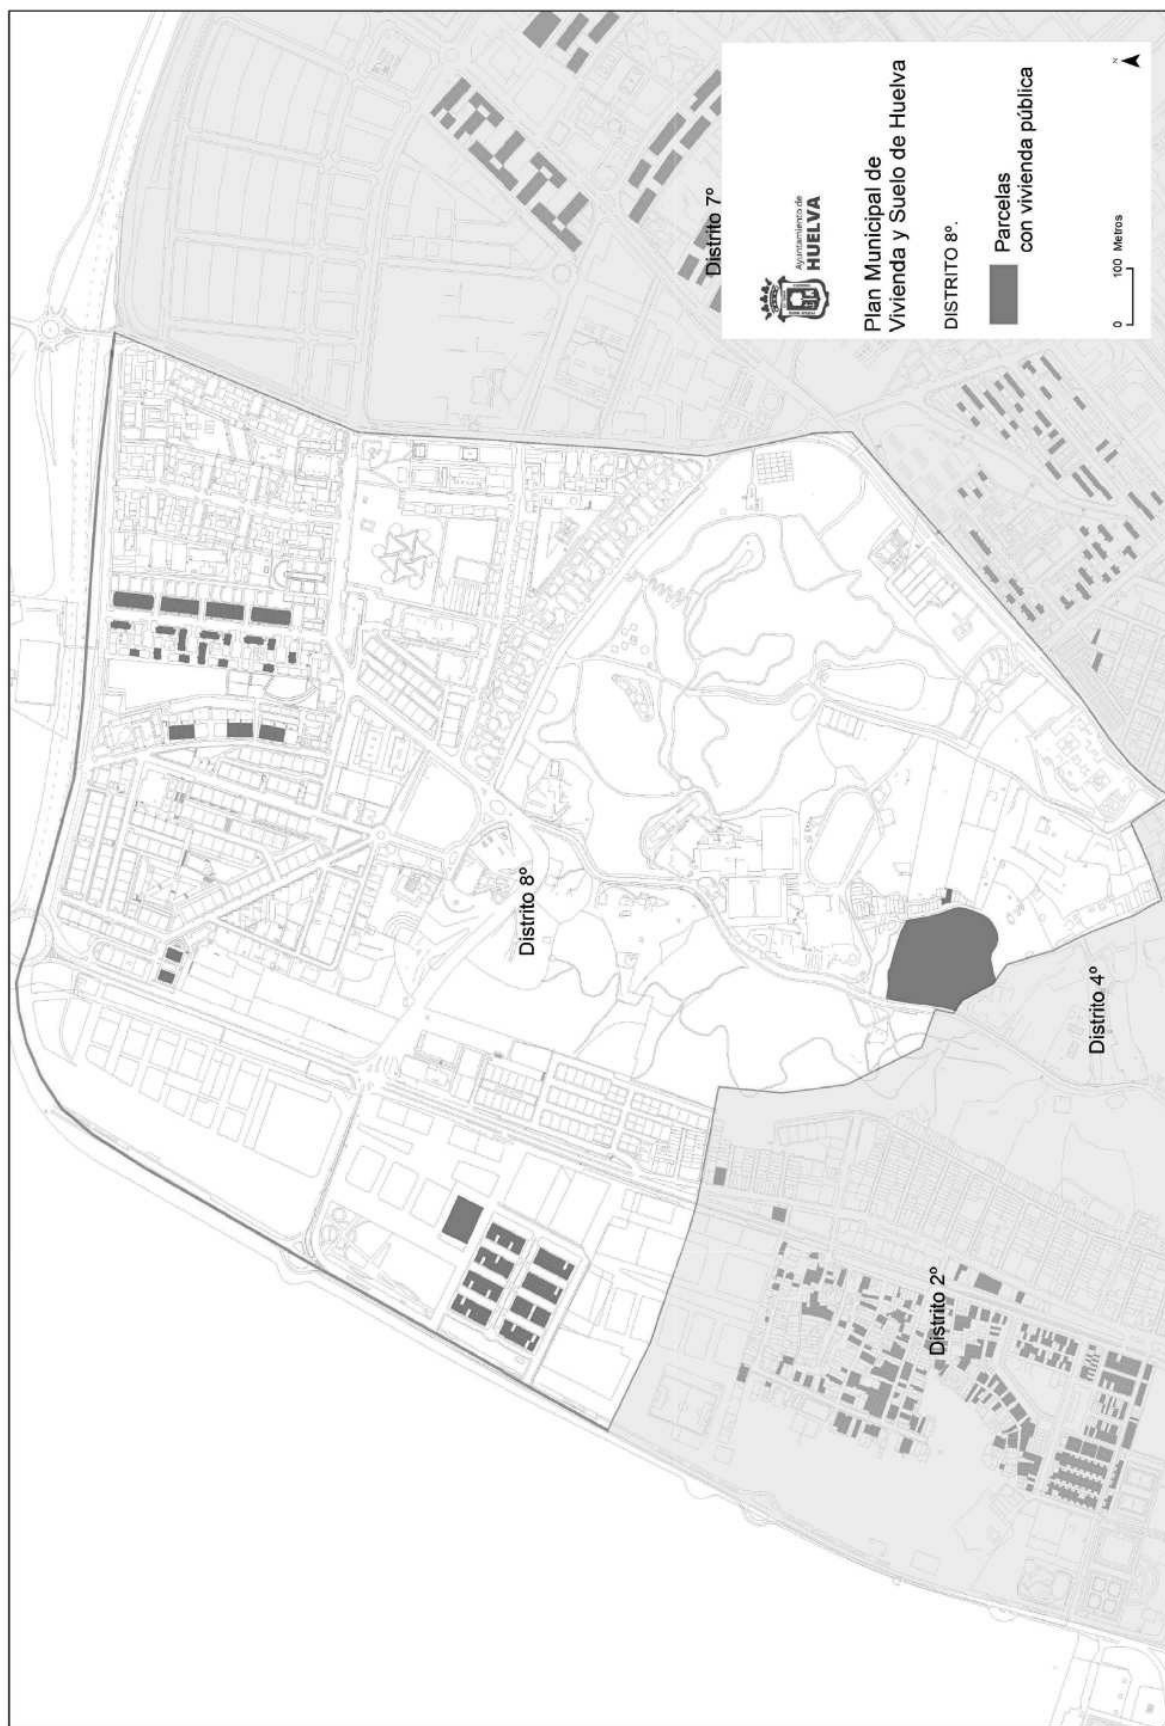 Distrito 7º
Ayuntamiento de
HUELVA
Plan Municipal de
Vivienda y Suelo de Huelva
DISTRITO 8º.
Parcelas
con vivienda pública
0 100 Metros
N
Distrito 8º
Distrito 4º
Distrito 2º